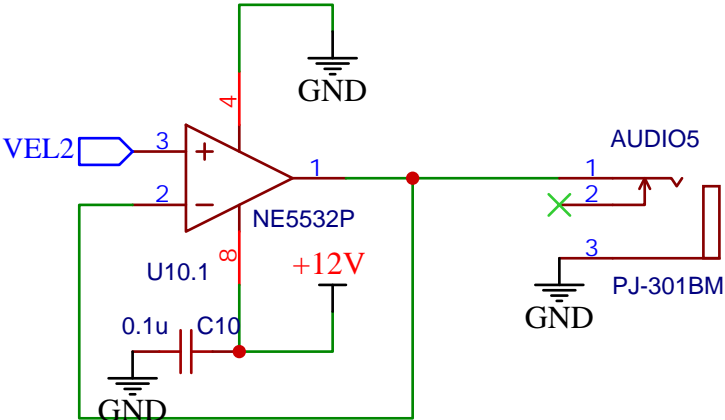 4
GND
VEL2
3
+
1
2
−
NE5532P
8
U10.1
+12V
0.1u
C10
GND
AUDIO5
1
2
3
PJ-301BM
GND